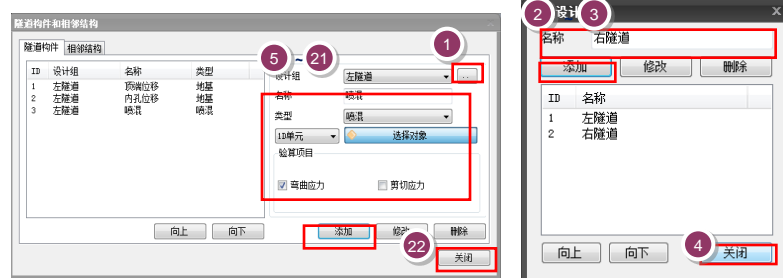 隧道构件和相邻结构
隧道构件 相邻结构
ID 设计组 名称 类型
1 左隧道 顶端位移 地基
2 左隧道 内孔位移 地基
3 左隧道 喷混 喷混
5 ~ 21
1
设计组 左隧道 ...
名称 喷混
类型 喷混
1D单元 选择对象
验算项目
弯曲应力 剪切应力
向上 向下 添加 修改 删除
22
关闭
2 设计 3 x
名称 右隧道
添加 修改 删除
ID 名称
1 左隧道
2 右隧道
向上 向下 4 关闭